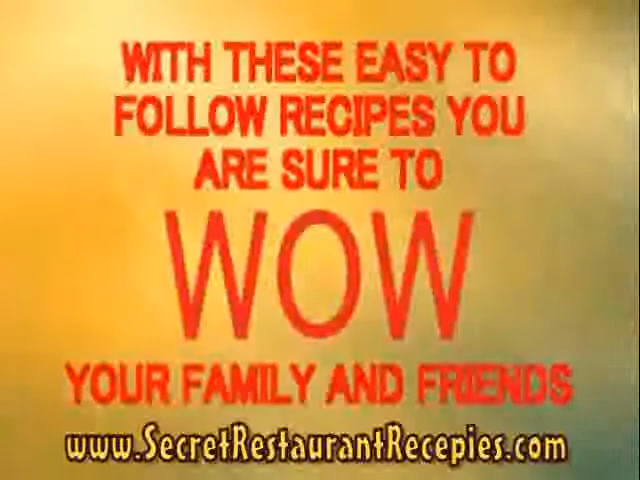 WITH THESE EASY TO
FOLLOW RECIPES YOU
ARE SURE TO
WOW
YOUR FAMILY AND FRIENDS
www.SecretRestaurantRecepies.com